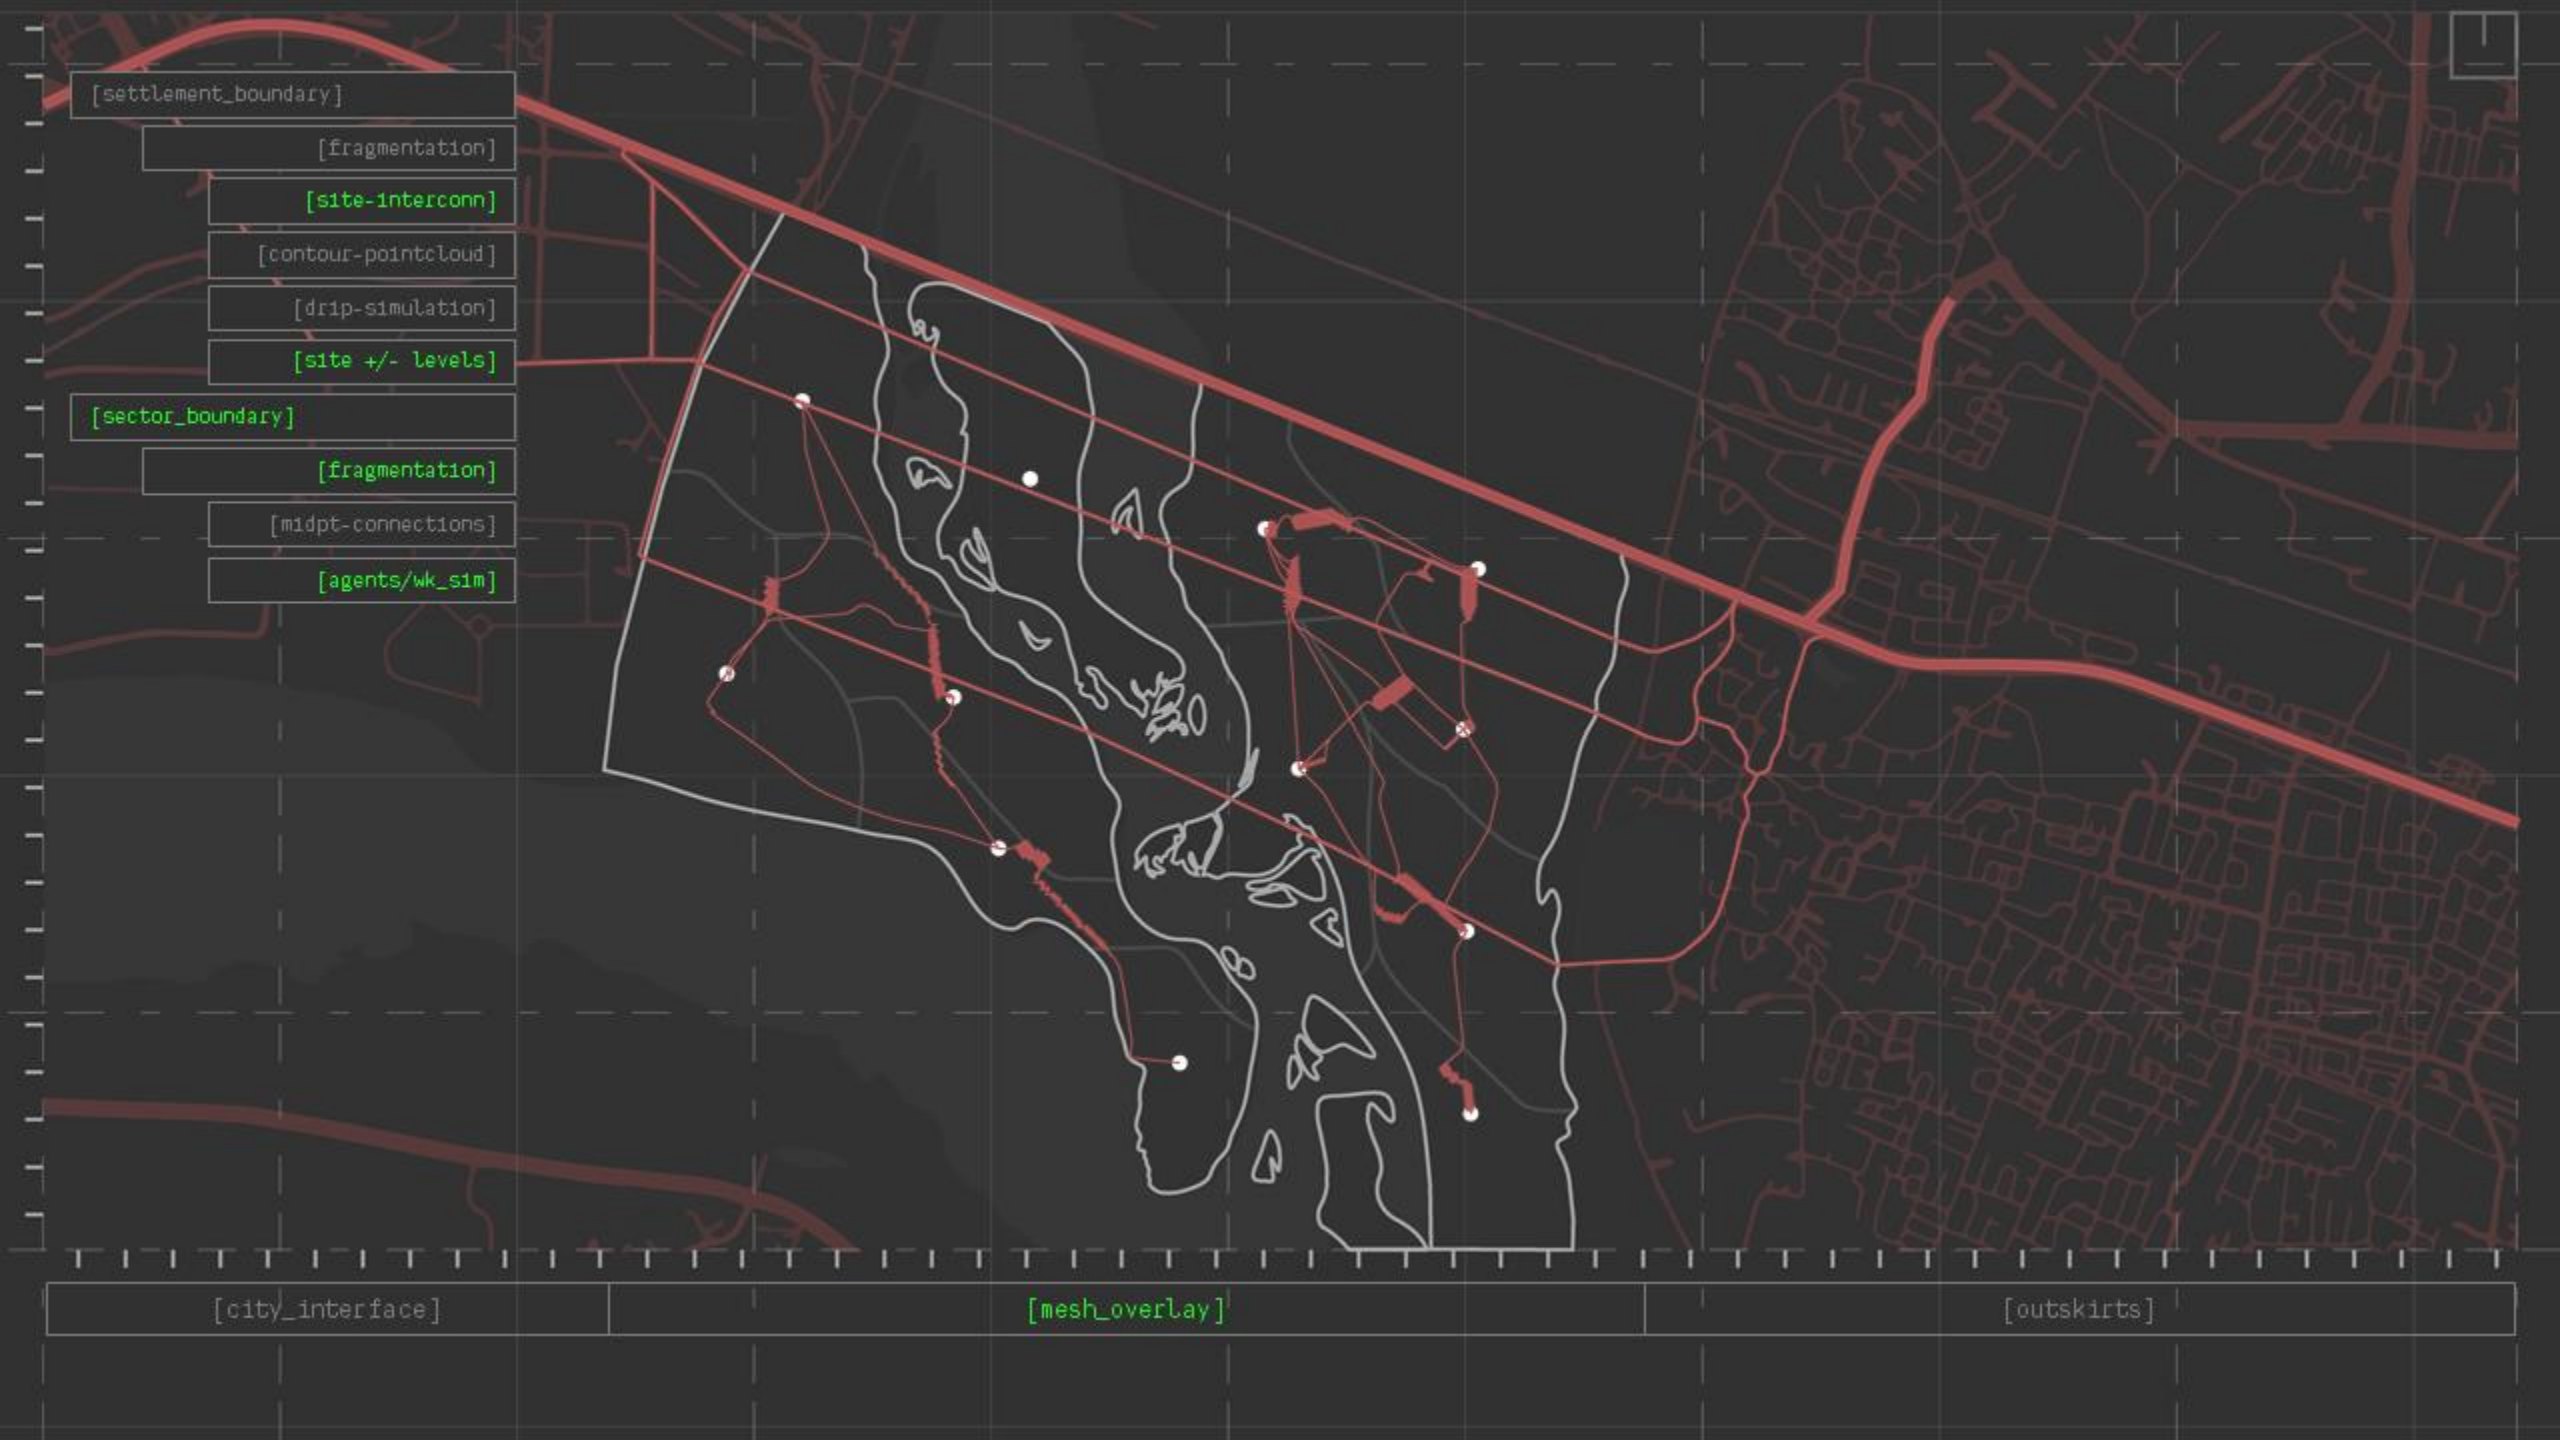 [settlement_boundary]
[fragmentation]
[site-interconn]
[contour-pointcloud]
[drip-simulation]
[site +/- levels]
[sector_boundary]
[fragmentation]
[midpt-connections]
[agents/wk_sim]
[city_interface]
[mesh_overlay]
[outskirts]